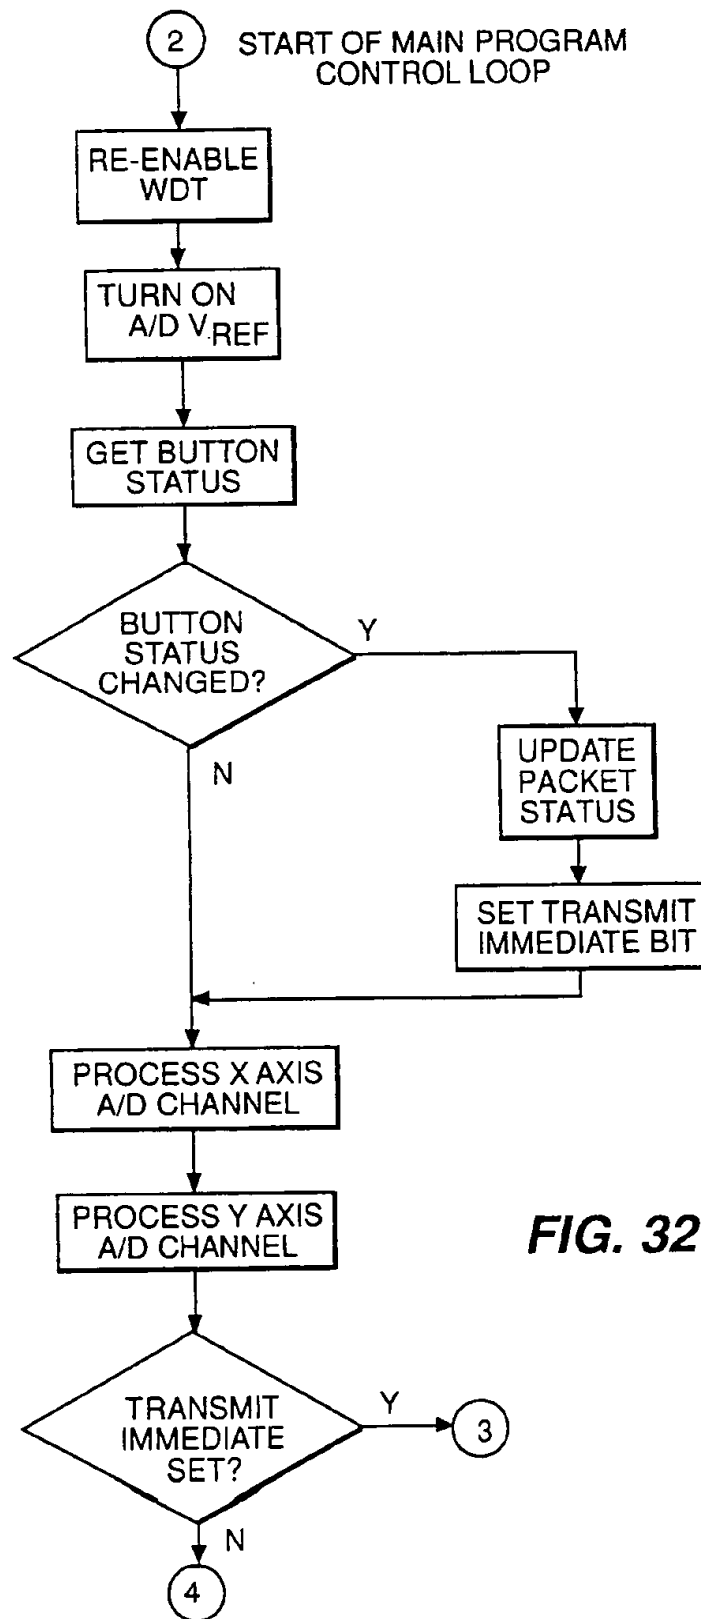 2
START OF MAIN PROGRAM
CONTROL LOOP
RE-ENABLE
WDT
TURN ON
A/D VREF
GET BUTTON
STATUS
BUTTON
STATUS
CHANGED?
Y
N
UPDATE
PACKET
STATUS
SET TRANSMIT
IMMEDIATE BIT
PROCESS X AXIS
A/D CHANNEL
PROCESS Y AXIS
A/D CHANNEL
FIG. 32
TRANSMIT
IMMEDIATE
SET?
Y
3
N
4